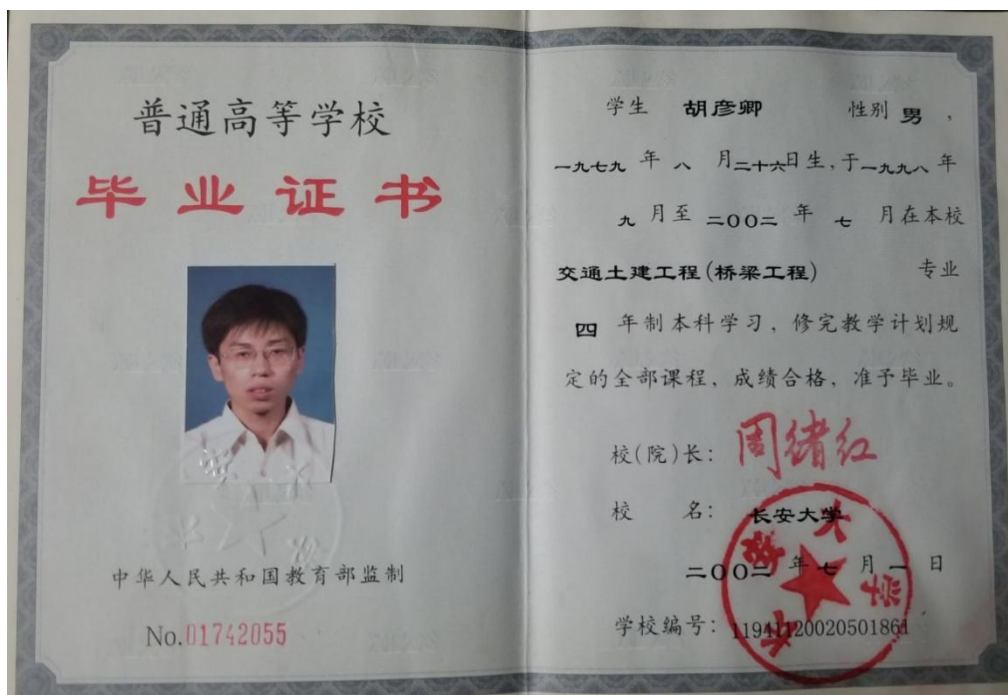 普通高等学校
毕业证书
中华人民共和国教育部监制
No.01742055
学生 胡彦卿 性别 男，
一九七九 年 八 月二十六日生，于一九九八年
九 月至 二〇〇二 年 七 月在本校
交通土建工程(桥梁工程) 专业
四 年制本科学习，修完教学计划规
定的全部课程，成绩合格，准予毕业。
校(院)长： 周绪红
校 名： 长安大学
二〇〇二 年 七 月 一 日
学校编号： 11941120020501861